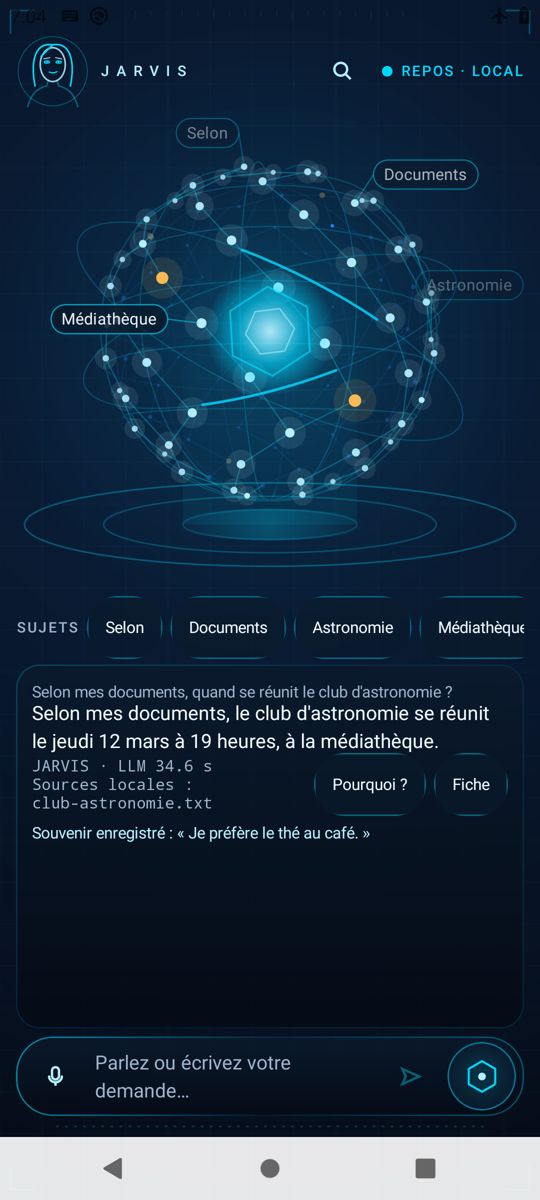 7:04
JARVIS
REPOS · LOCAL
Selon
Documents
Astronomie
Médiathèque
SUJETS
Selon
Documents
Astronomie
Médiathèque
Selon mes documents, quand se réunit le club d'astronomie ?
Selon mes documents, le club d'astronomie se réunit
le jeudi 12 mars à 19 heures, à la médiathèque.
JARVIS · LLM 34.6 s
Sources locales :
club-astronomie.txt
Pourquoi ?
Fiche
Souvenir enregistré : « Je préfère le thé au café. »
Parlez ou écrivez votre
demande…